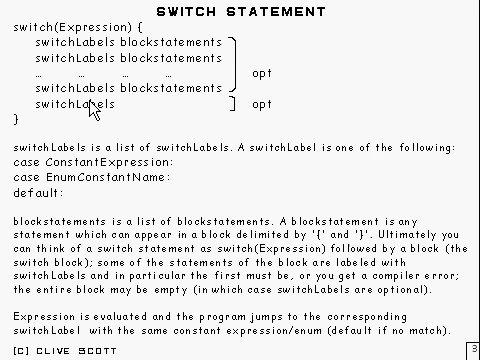 SWITCH STATEMENT
switch(Expression) {
switchLabels blockstatements
switchLabels blockstatements
… … … … opt
switchLabels blockstatements
switchLabels opt
}
switchLabels is a list of switchLabels. A switchLabel is one of the following:
case ConstantExpression:
case EnumConstantName:
default:
blockstatements is a list of blockstatements. A blockstatement is any
statement which can appear in a block delimited by '{' and '}'. Ultimately you
can think of a switch statement as switch(Expression) followed by a block (the
switch block); some of the statements of the block are labeled with
switchLabels and in particular the first must be, or you get a compiler error;
the entire block may be empty (in which case switchLabels are optional).
Expression is evaluated and the program jumps to the corresponding
switchLabel with the same constant expression/enum (default if no match).
[C] CLIVE SCOTT
3